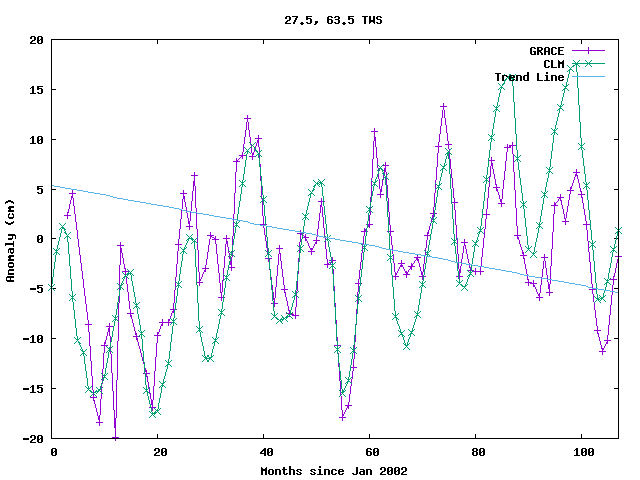 27.5, 63.5 TWS
20
GRACE
CLM
Trend Line
15
10
5
0
-5
-10
-15
-20
Anomaly (cm)
0 20 40 60 80 100
Months since Jan 2002